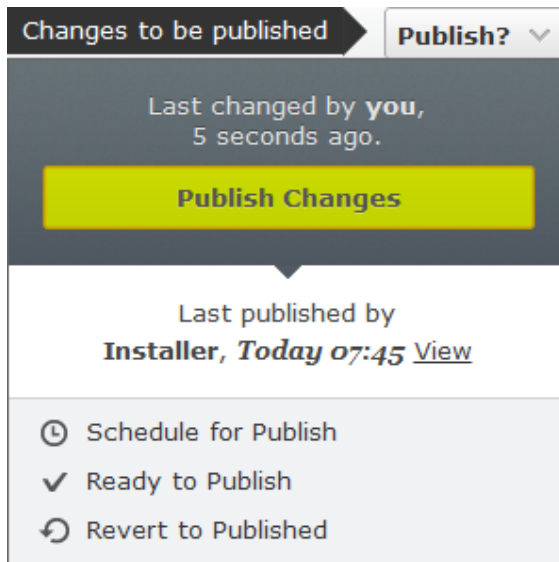 Changes to be published
Publish?
Last changed by you,
5 seconds ago.
Publish Changes
Last published by
Installer, Today 07:45 View
Schedule for Publish
Ready to Publish
Revert to Published